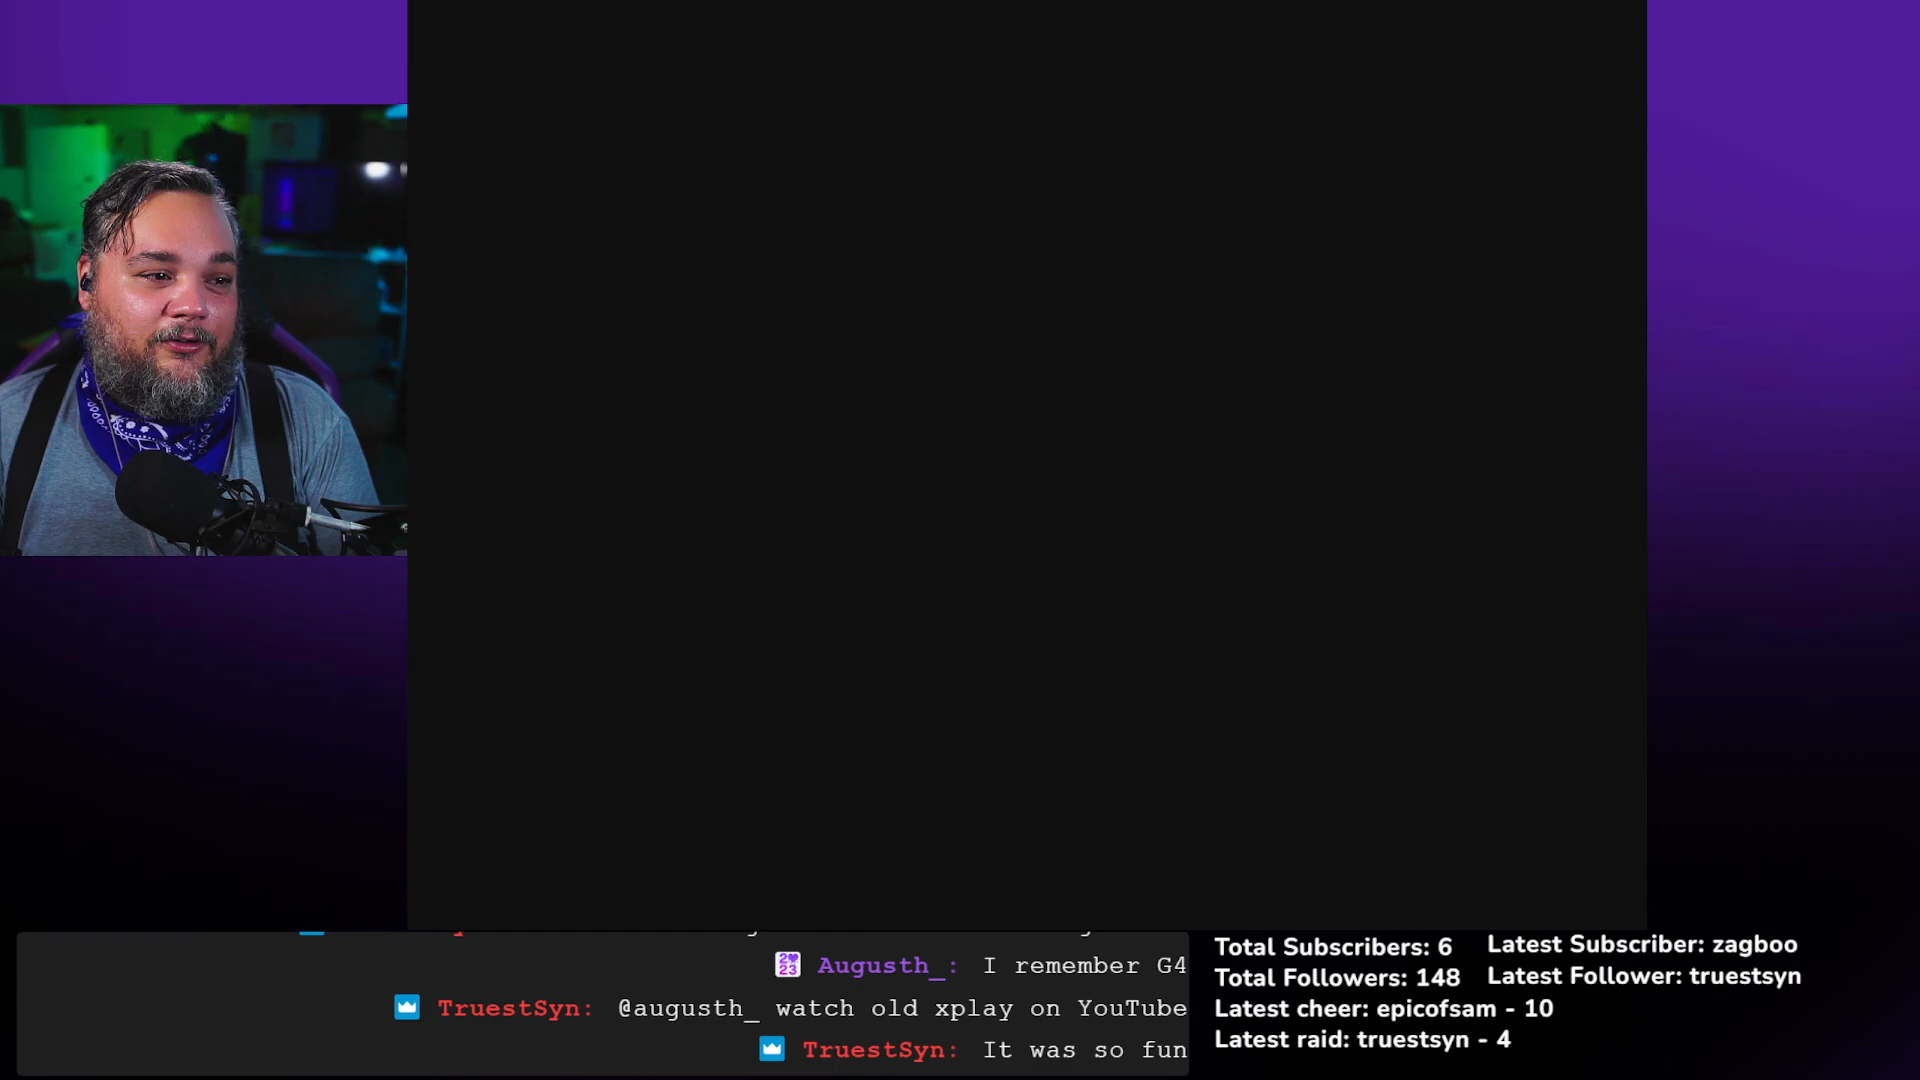 Augusth_: I remember G4
TruestSyn: @augusth_ watch old xplay on YouTube
TruestSyn: It was so fun
Total Subscribers: 6
Latest Subscriber: zagboo
Total Followers: 148
Latest Follower: truestsyn
Latest cheer: epicofsam - 10
Latest raid: truestsyn - 4